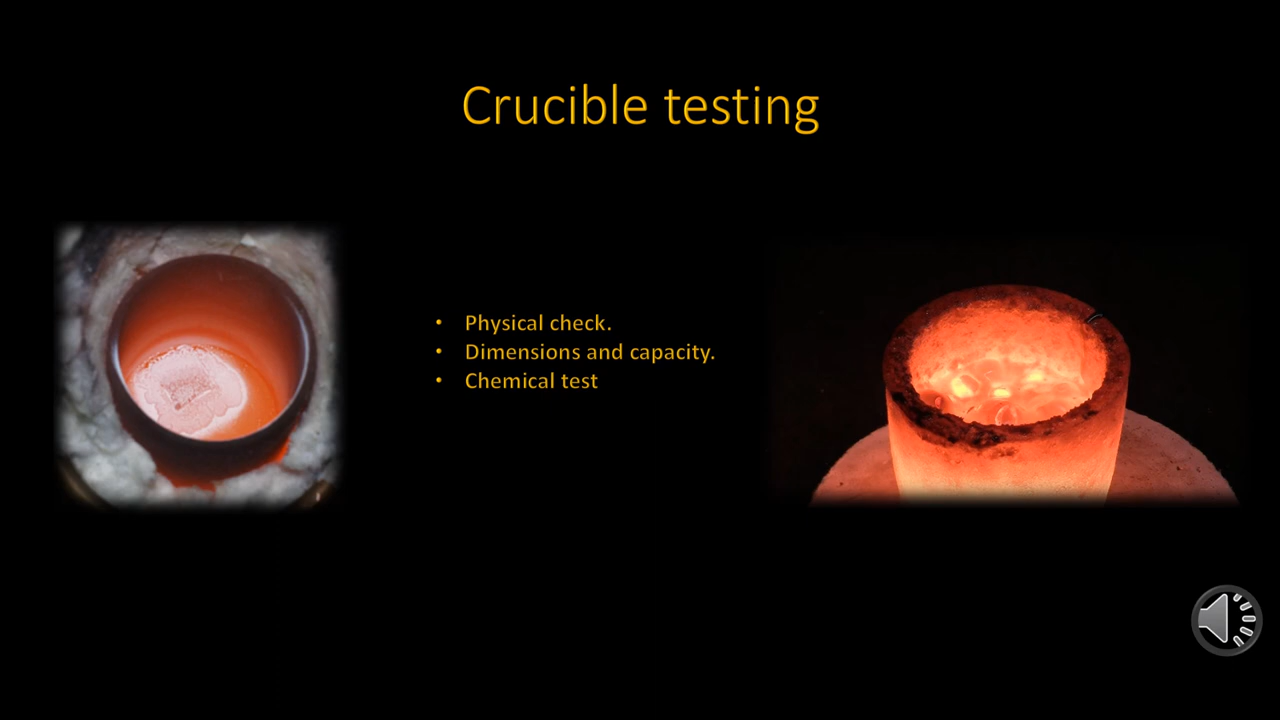 Crucible testing
• Physical check.
• Dimensions and capacity.
• Chemical test